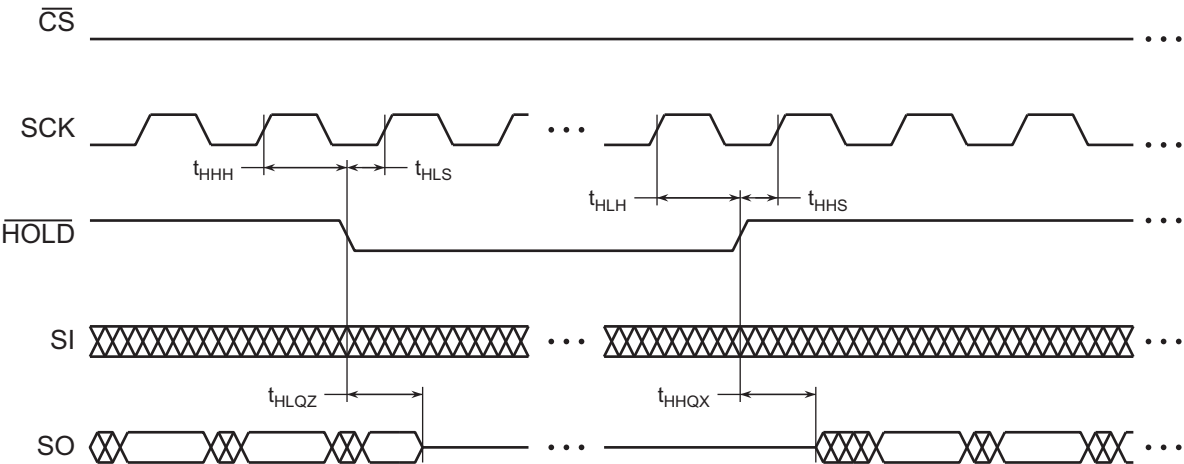 CS
SCK
tHHH tHLS
tHLH tHHS
HOLD
SI
tHLQZ tHHQX
SO